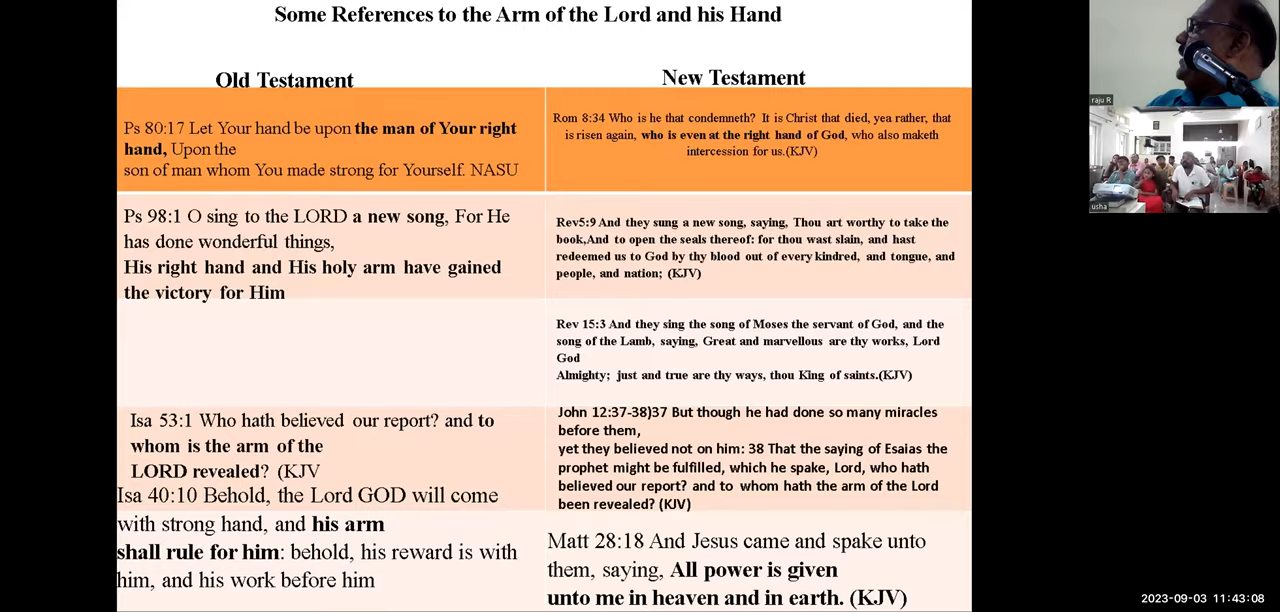 Some References to the Arm of the Lord and his Hand
Old Testament
New Testament
Ps 80:17 Let Your hand be upon the man of Your right
hand, Upon the
son of man whom You made strong for Yourself. NASU
Rom 8:34 Who is he that condemneth? It is Christ that died, yea rather, that
is risen again, who is even at the right hand of God, who also maketh
intercession for us.(KJV)
Ps 98:1 O sing to the LORD a new song, For He
has done wonderful things,
His right hand and His holy arm have gained
the victory for Him
Rev5:9 And they sung a new song, saying, Thou art worthy to take the
book,And to open the seals thereof: for thou wast slain, and hast
redeemed us to God by thy blood out of every kindred, and tongue, and
people, and nation; (KJV)
Rev 15:3 And they sing the song of Moses the servant of God, and the
song of the Lamb, saying, Great and marvellous are thy works, Lord
God
Almighty; just and true are thy ways, thou King of saints.(KJV)
Isa 53:1 Who hath believed our report? and to
whom is the arm of the
LORD revealed? (KJV
John 12:37-38)37 But though he had done so many miracles
before them,
yet they believed not on him: 38 That the saying of Esaias the
prophet might be fulfilled, which he spake, Lord, who hath
believed our report? and to whom hath the arm of the Lord
been revealed? (KJV)
Isa 40:10 Behold, the Lord GOD will come
with strong hand, and his arm
shall rule for him: behold, his reward is with
him, and his work before him
Matt 28:18 And Jesus came and spake unto
them, saying, All power is given
unto me in heaven and in earth. (KJV)
raju R
usha
2023-09-03 11:43:08